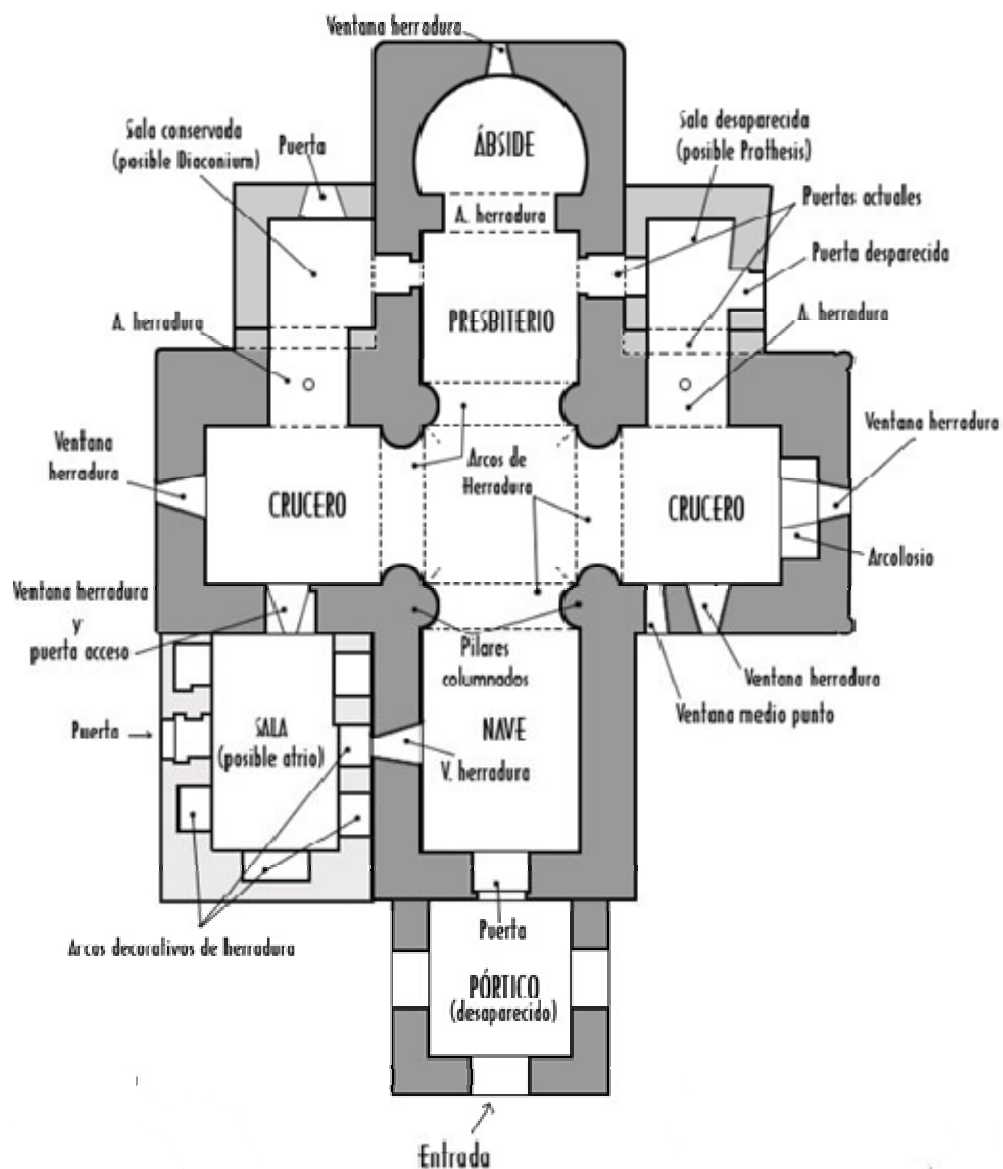 Ventana herradura
Sala conservada
(posible Diaconium)
Puerta
ÁBSIDE
Sala desaparecida
(posible Prothesis)
A. herradura
Puertas actuales
Puerta desparecida
A. herradura
PRESBITERIO
A. herradura
Ventana
herradura
Ventana herradura
CRUCERO
Arcos de
Herradura
CRUCERO
Arcollosio
Ventana herradura
y
puerta acceso
Pilares
columnados
Ventana herradura
Ventana medio punto
Puerta
SALA
(posible atrio)
NAVE
V. herradura
Arcos decorativos de herradura
Puerta
PÓRTICO
(desaparecido)
Entrada